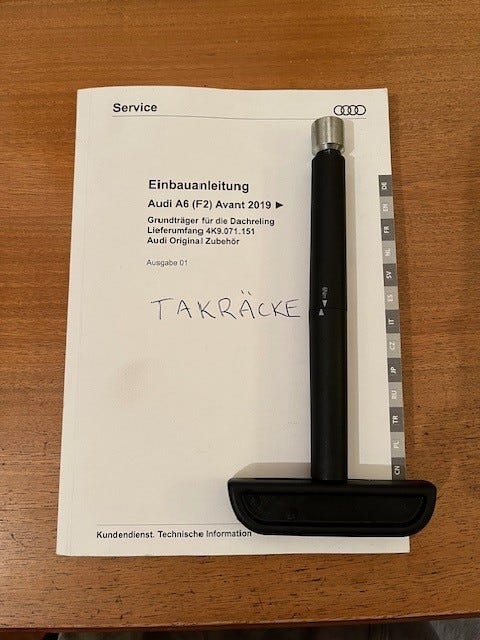 Service
Einbauanleitung
Audi A6 (F2) Avant 2019 ►
Grundträger für die Dachreling
Lieferumfang 4K9.071.151
Audi Original Zubehör
Ausgabe 01
TAKRÄCKE
DE
EN
FR
NL
SV
ES
IT
CZ
JP
RU
TR
PL
CN
Kundendienst. Technische Information